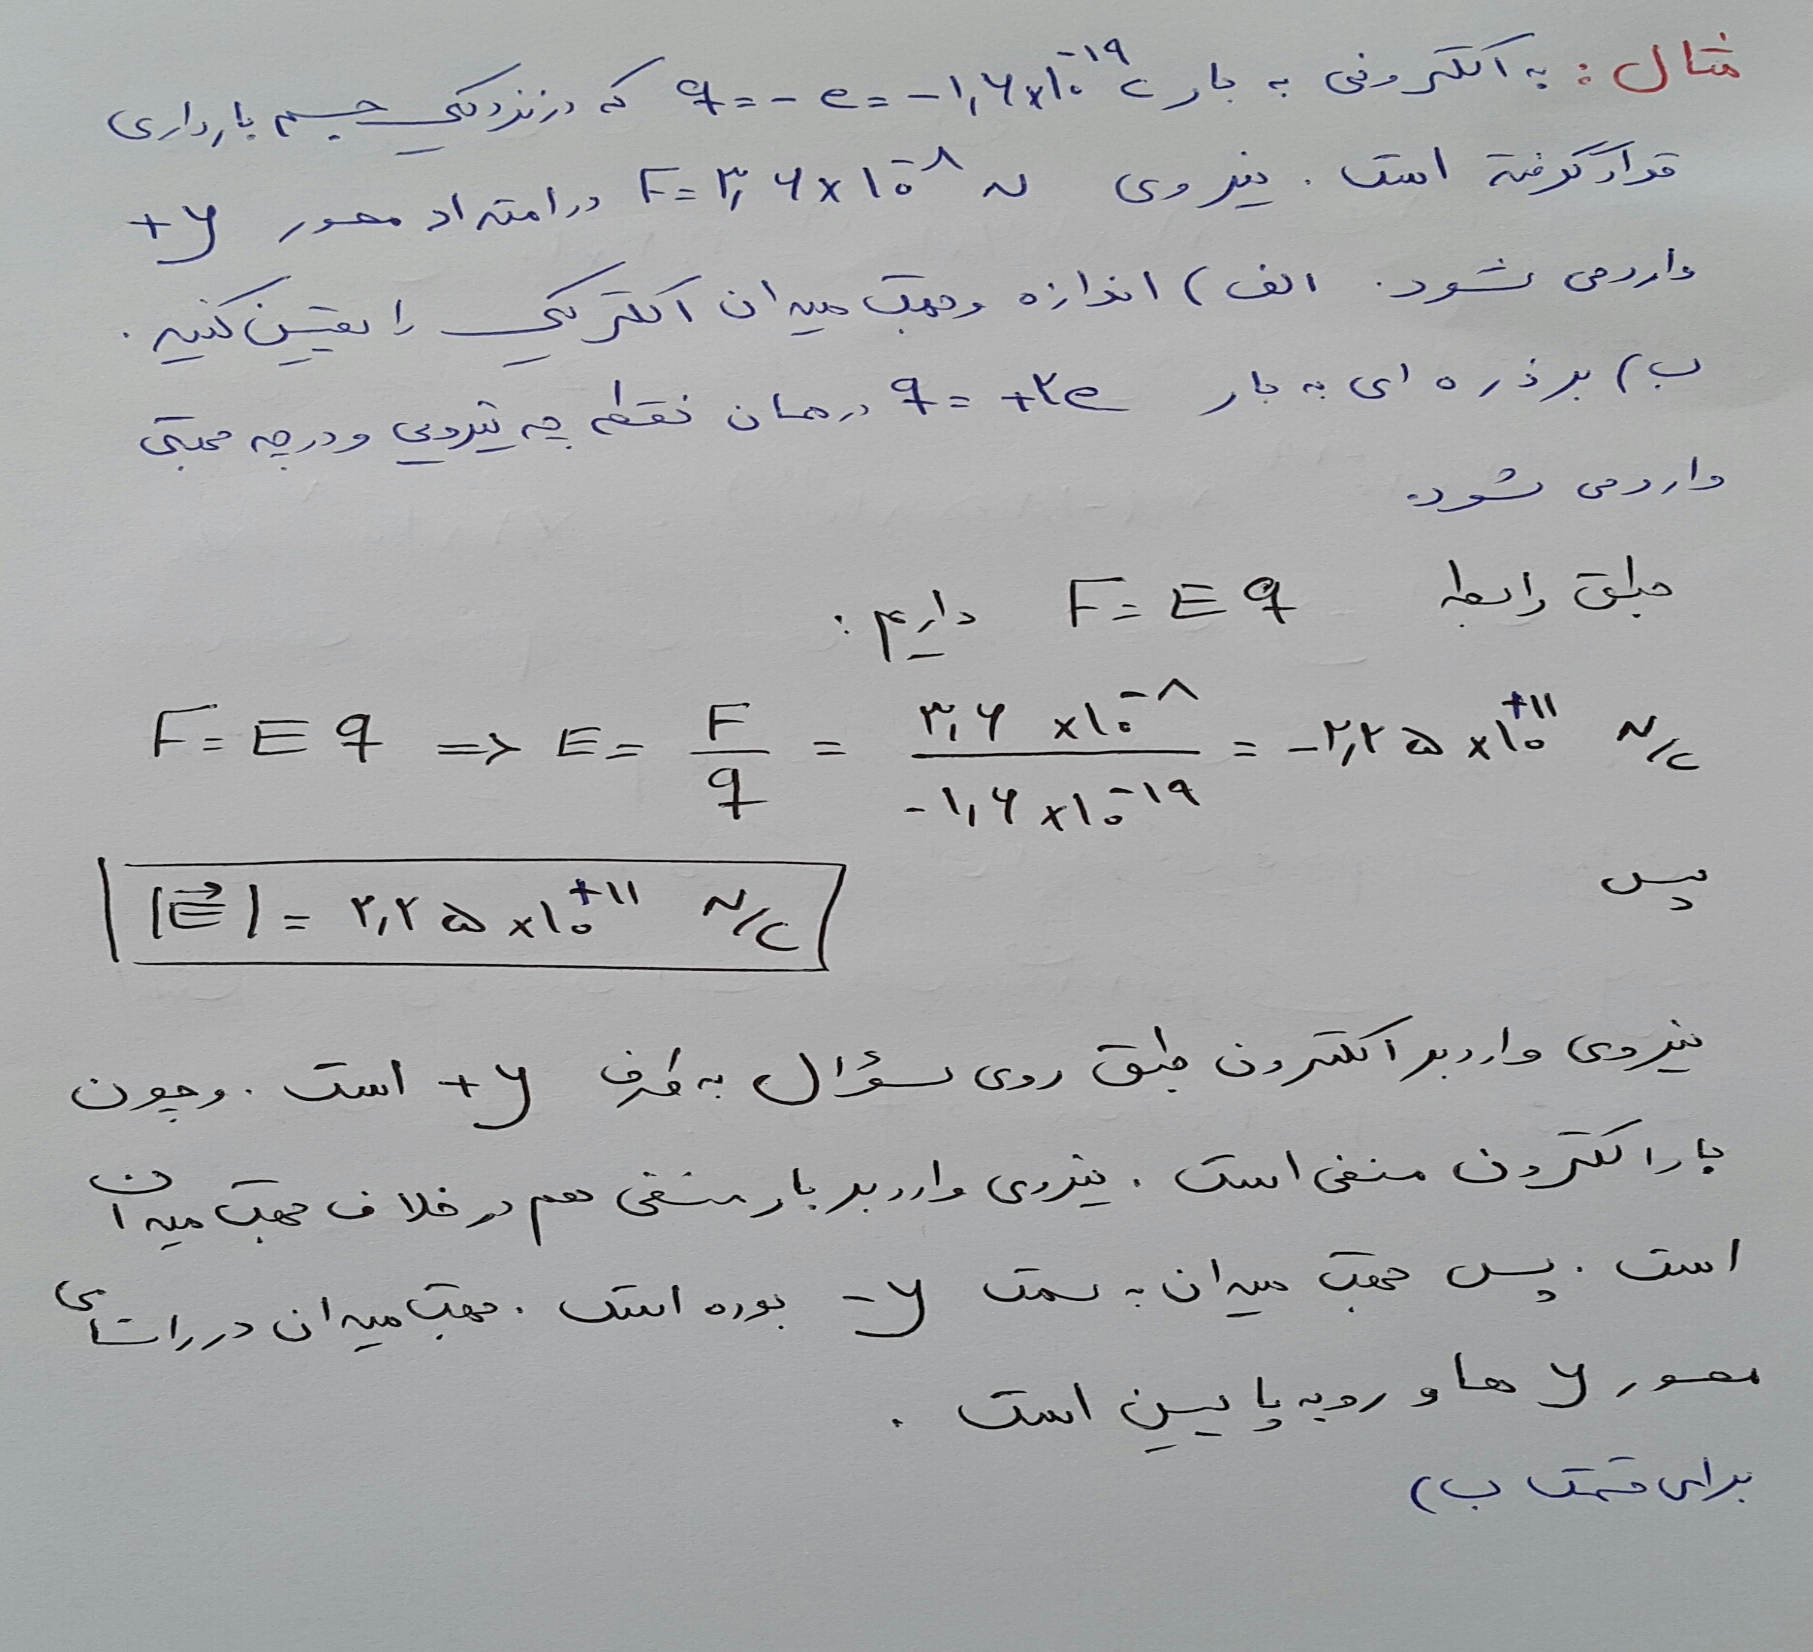 مثال : به الکترونی به بار q = - e = - ۱٫۶ × ۱۰^-۱۹ c که در نزدیکی جسم بارداری
قرار گرفته است . نیروی F = ۳٫۶ × ۱۰^-۸ N در امتداد محور +y
وارد می شود . الف ) اندازه و جهت میدان الکتریکی را تعیین کنید .
ب ) بر ذره ای به بار q = +۲e در همان نقطه چه نیرویی و در چه جهتی
وارد می شود.
طبق رابطه F = E q داریم :
F = E q => E = F/q = ۳٫۶ × ۱۰^-۸ / -۱٫۶ × ۱۰^-۱۹ = -۲٫۲۵ × ۱۰^+۱۱ N/C
پس
|E⃗| = ۲٫۲۵ × ۱۰^+۱۱ N/C
نیروی وارد بر الکترون طبق روی سؤال به طرف +y است . و چون
بار الکترون منفی است . نیروی وارد بر بار منفی هم در خلاف جهت میدان
است . پس جهت میدان به سمت -y بوده است . جهت میدان در راستای
محور y ها و رو به پایین است .
برای قسمت ب )